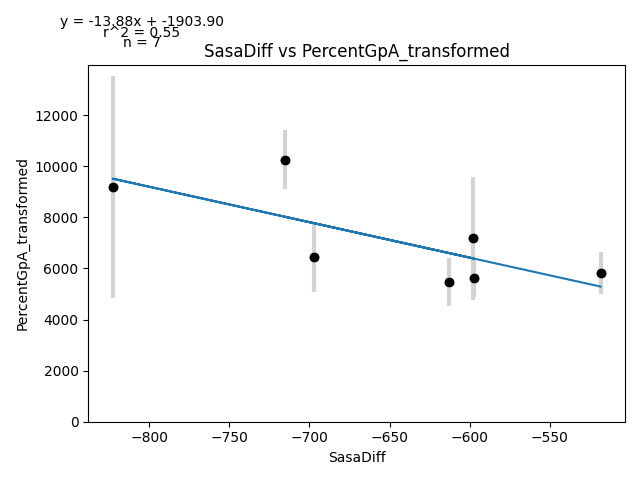 y = -13.88x + -1903.90
r^2 = 0.55
n = 7
SasaDiff vs PercentGpA_transformed
PercentGpA_transformed
12000
10000
8000
6000
4000
2000
0
−800
−750
−700
−650
−600
−550
SasaDiff